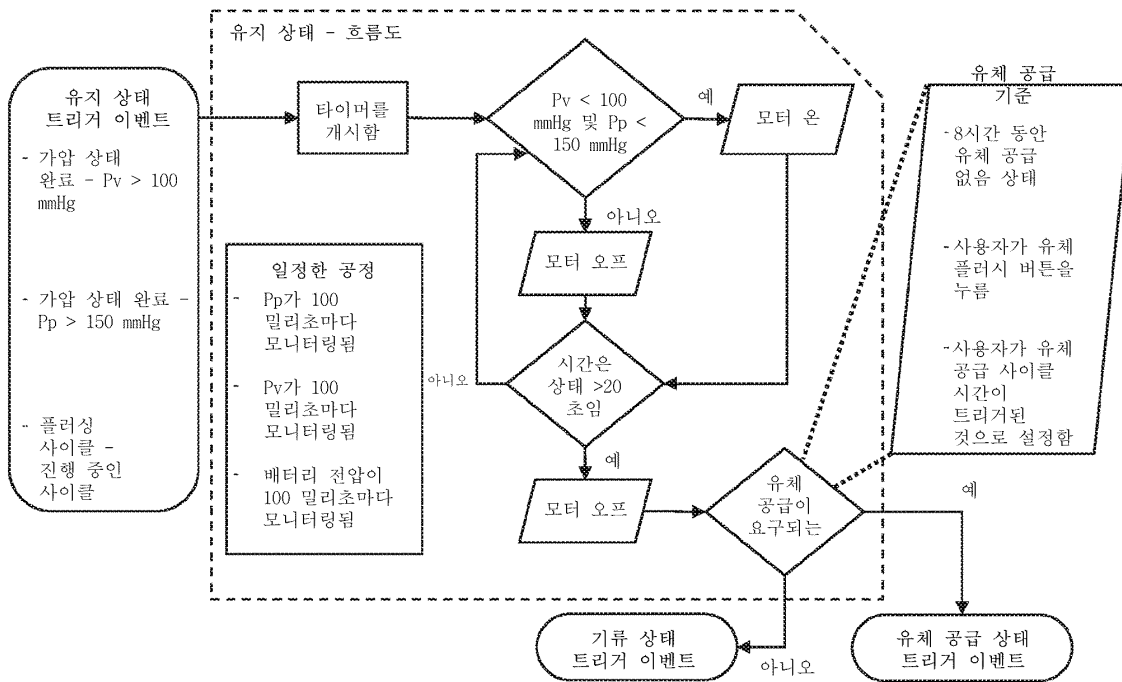 유지 상태 - 흐름도
유지 상태
트리거 이벤트
- 가압 상태
완료 - Pv > 100
mmHg
- 가압 상태 완료 -
Pp > 150 mmHg
- 플러싱
사이클 -
진행 중인
사이클
타이머를
개시함
Pv < 100
mmHg 및 Pp <
150 mmHg
예
모터 온
아니오
모터 오프
일정한 공정
- Pp가 100
밀리초마다
모니터링됨
- Pv가 100
밀리초마다
모니터링됨
- 배터리 전압이
100 밀리초마다
모니터링됨
시간은
상태 >20
초임
아니오
예
모터 오프
유체
공급이
요구되는
유체 공급
기준
- 8시간 동안
유체 공급
없음 상태
- 사용자가 유체
플러시 버튼을
누름
- 사용자가 유체
공급 사이클
시간이
트리거된
것으로 설정함
예
아니오
기류 상태
트리거 이벤트
유체 공급 상태
트리거 이벤트